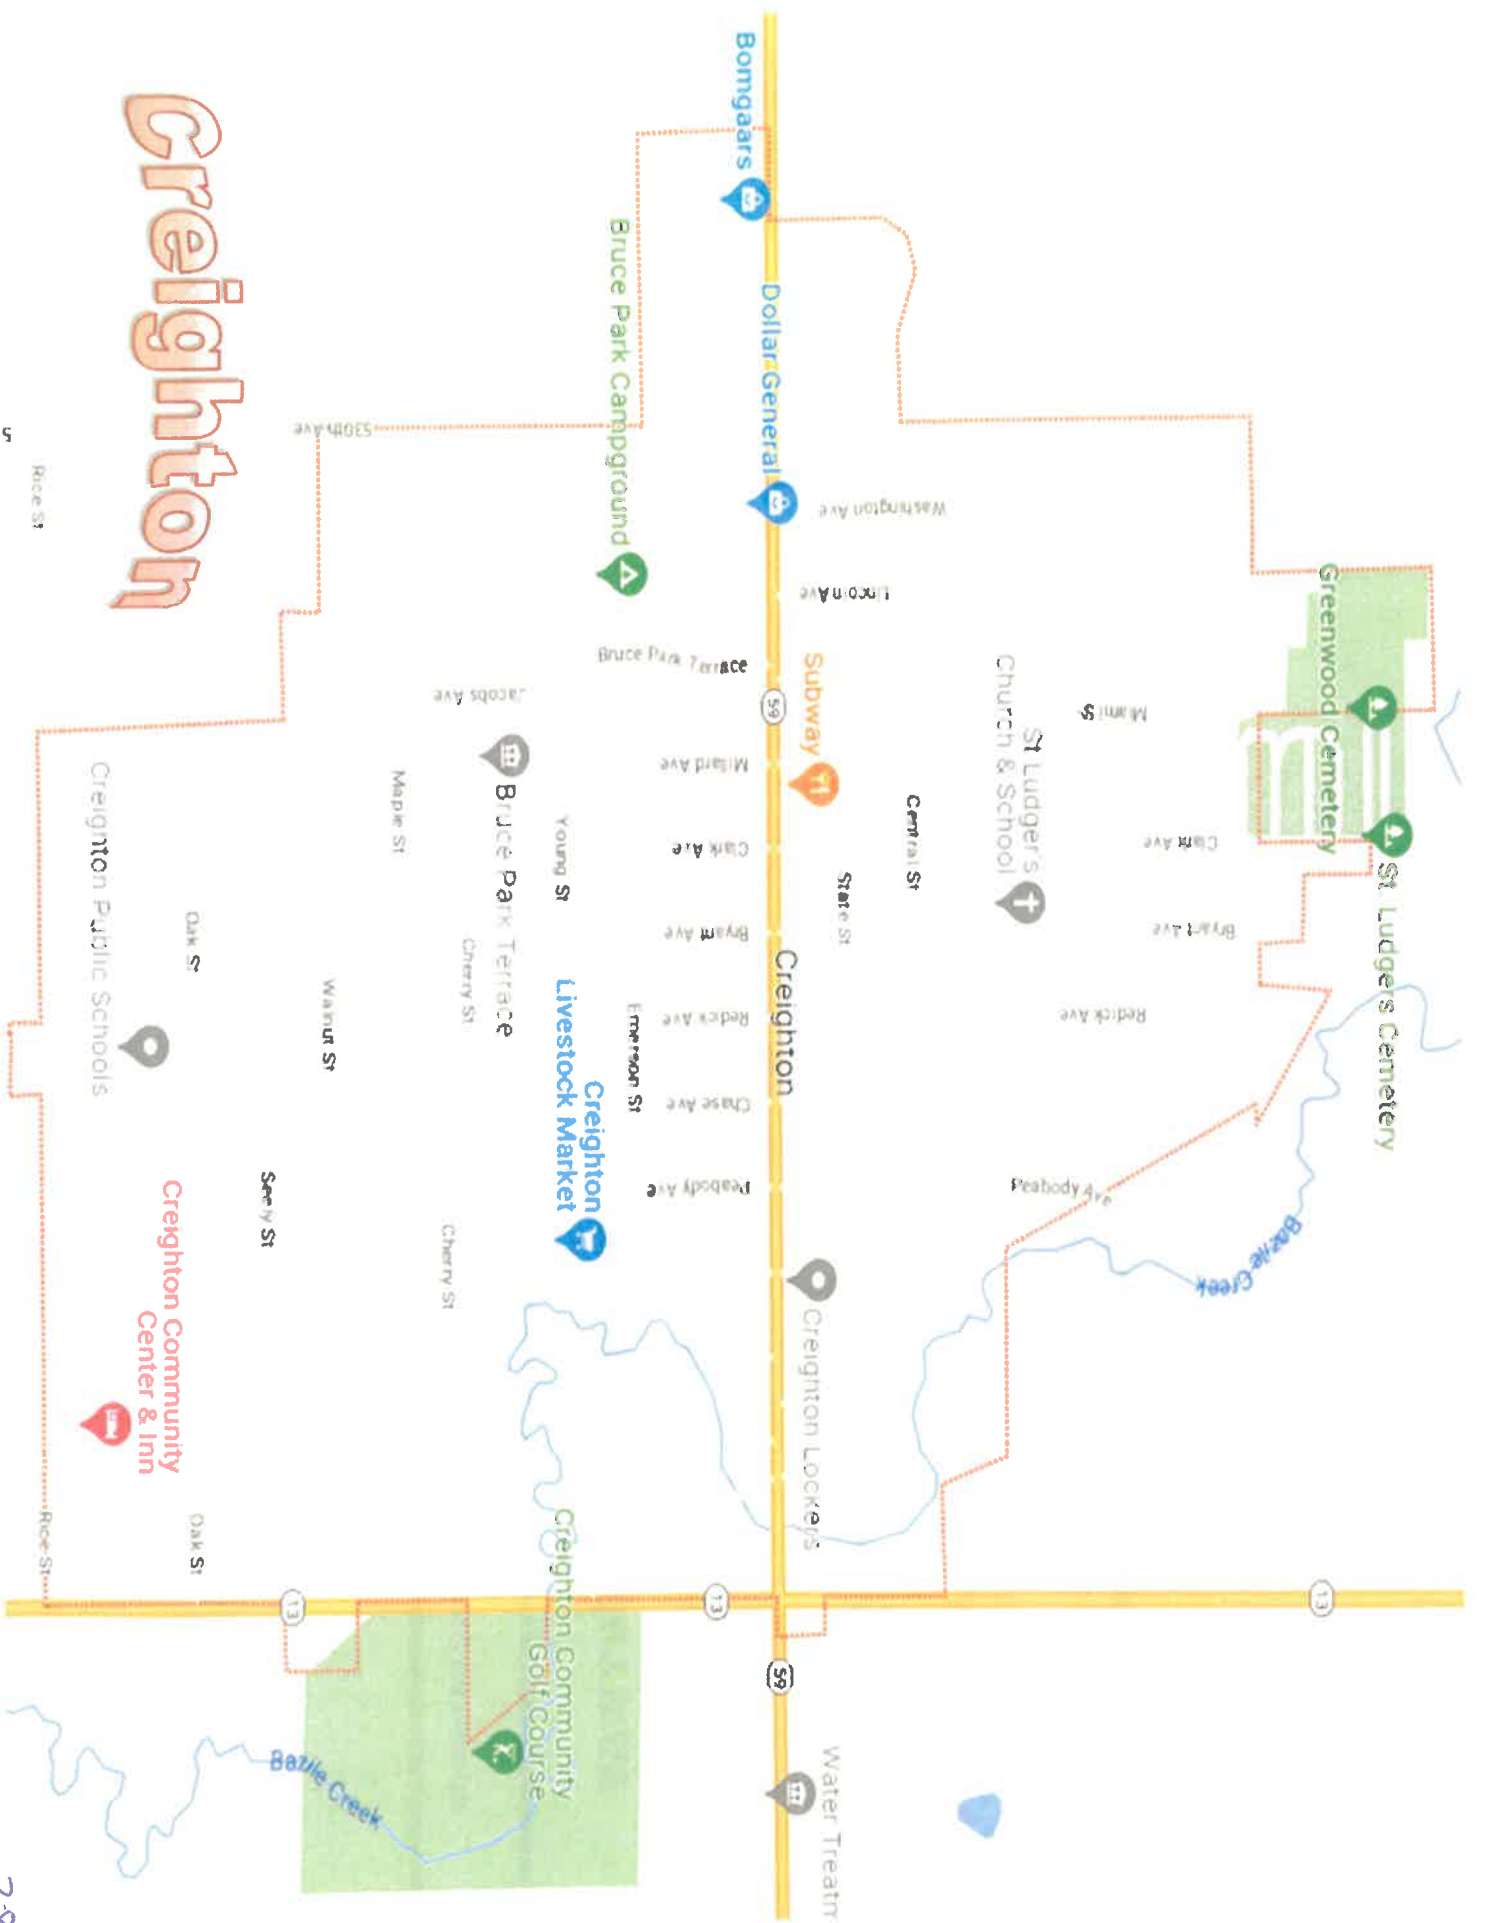 Greenwood Cemetery
St. Ludger's Cemetery
Miami S
Clark Ave
Bryant Ave
Redick Ave
Peabody Ave
Bazile Creek
St Ludger's
Church & School
Central St
State St
Washington Ave
Lincoln Ave
Subway
Creighton Lockers
Water Treatm
13
Bomgaars
Dollar General
59
Creighton
59
Bruce Park Terrace
Millard Ave
Clark Ave
Bryant Ave
Redick Ave
Chase Ave
Peabody Ave
13
Bruce Park Campground
Emerson St
Creighton
Livestock Market
Young St
Creighton Community
Golf Course
Jacobs Ave
Bruce Park Terrace
Cherry St
Cherry St
Maple St
530th Ave
Walnut St
Seely St
13
Bazile Creek
Creighton
Oak St
Oak St
Creighton Community
Center & Inn
Creighton Public Schools
Rice St
Rice St
5